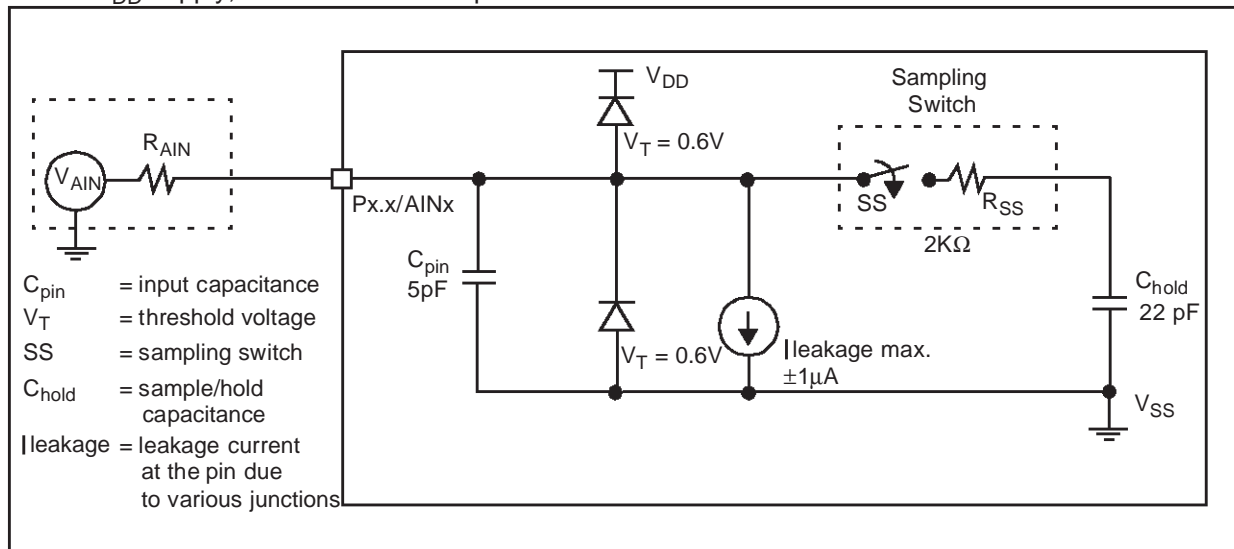 DD
VDD
Sampling
Switch
RAIN
VT = 0.6V
VAIN
Px.x/AINx
SS
RSS
2KΩ
Cpin
5pF
Chold
22 pF
VT = 0.6V
Ileakage max.
±1μA
VSS
Cpin = input capacitance
VT = threshold voltage
SS = sampling switch
Chold = sample/hold
capacitance
Ileakage = leakage current
at the pin due
to various junctions